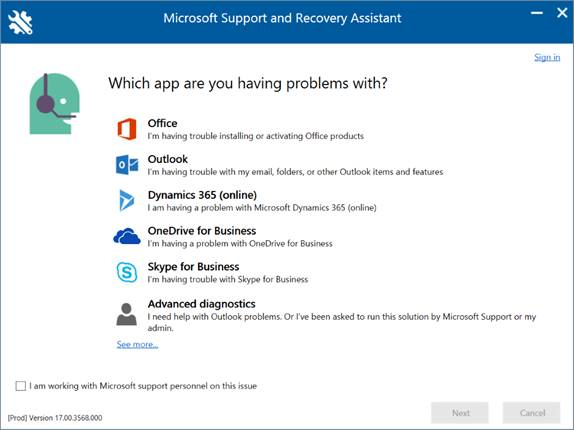 Microsoft Support and Recovery Assistant
Sign in
Which app are you having problems with?
Office
I'm having trouble installing or activating Office products
Outlook
I'm having trouble with my email, folders, or other Outlook items and features
Dynamics 365 (online)
I am having a problem with Microsoft Dynamics 365 (online)
OneDrive for Business
I'm having a problem with OneDrive for Business
Skype for Business
I'm having trouble with Skype for Business
Advanced diagnostics
I need help with Outlook problems. Or I've been asked to run this solution by Microsoft Support or my
admin.
See more...
I am working with Microsoft support personnel on this issue
[Prod] Version 17.00.3568.000
Next
Cancel